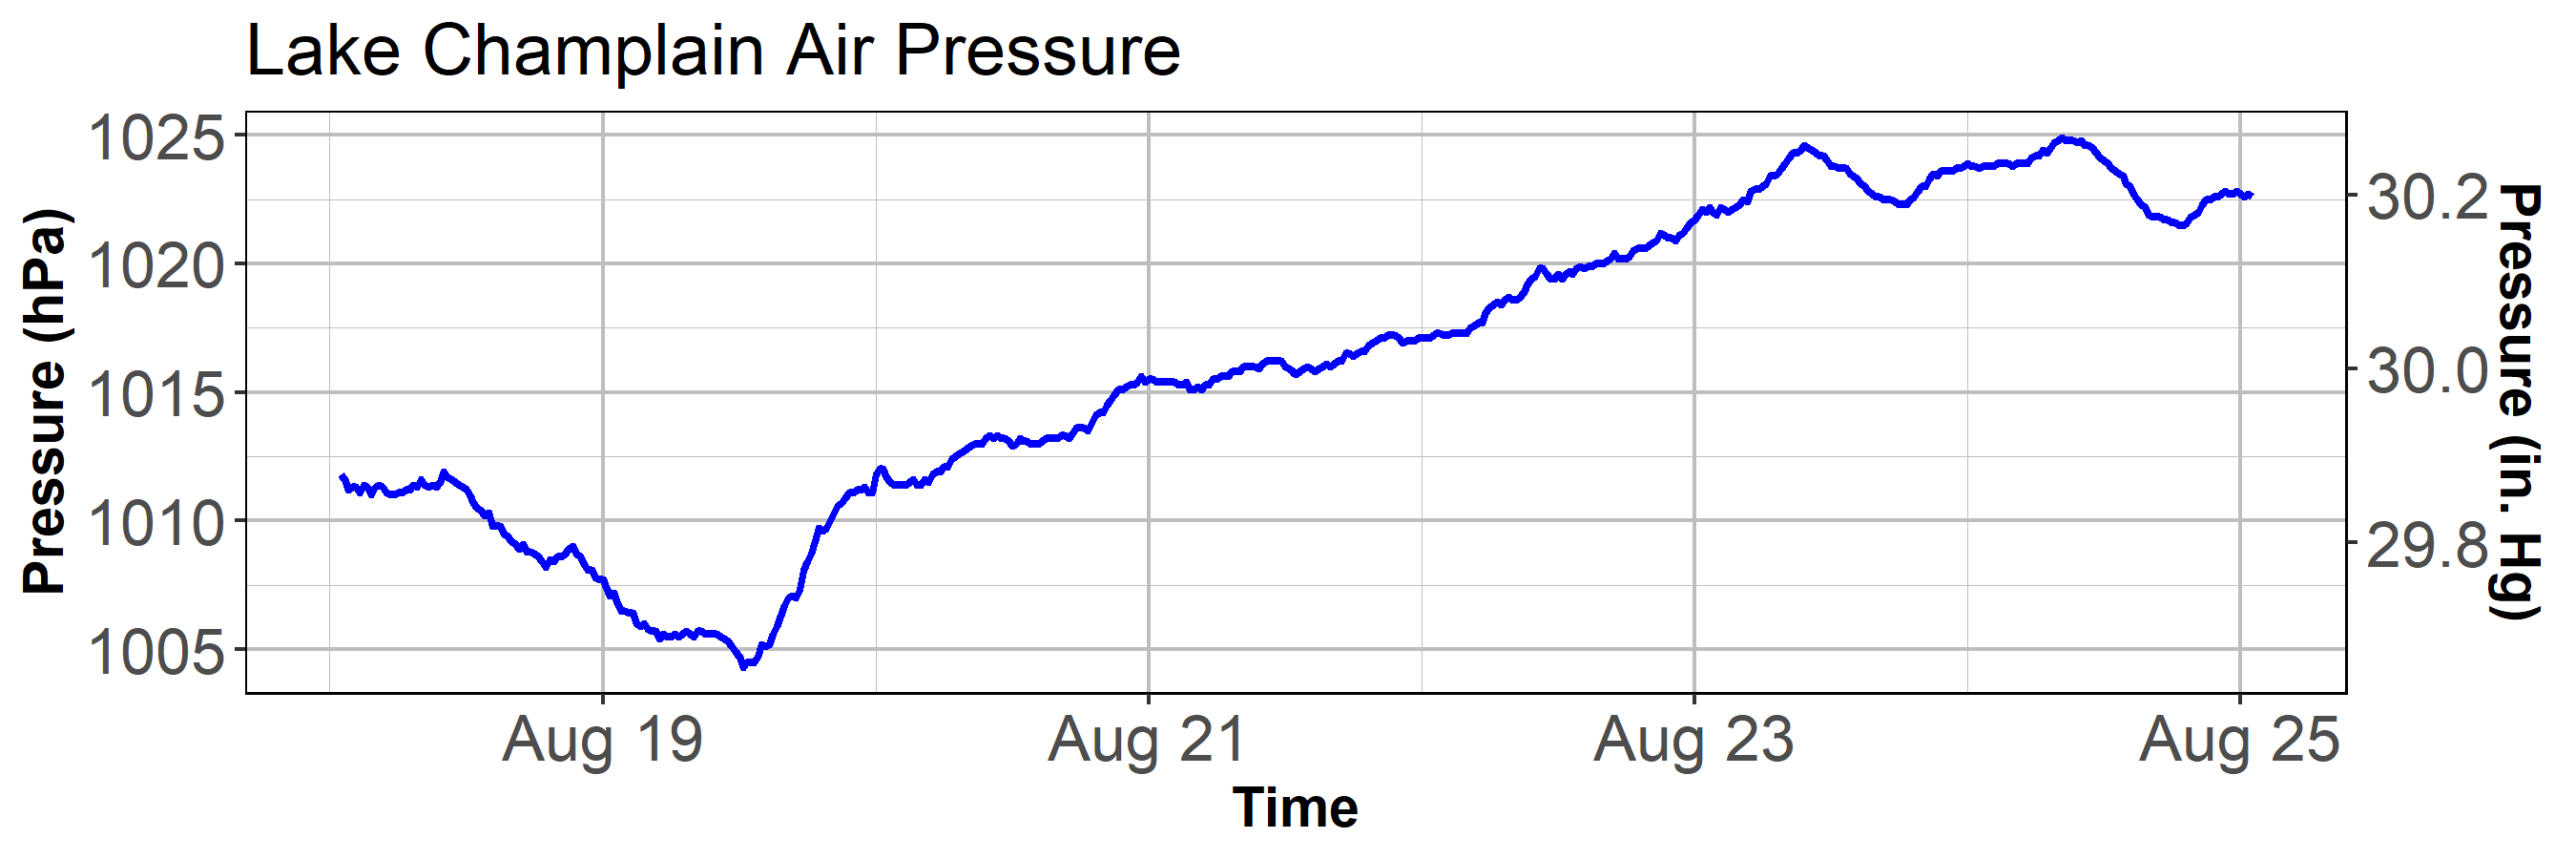 Lake Champlain Air Pressure
1025
1020
1015
1010
1005
Pressure (hPa)
30.2
30.0
29.8
Pressure (in. Hg)
Aug 19
Aug 21
Aug 23
Aug 25
Time